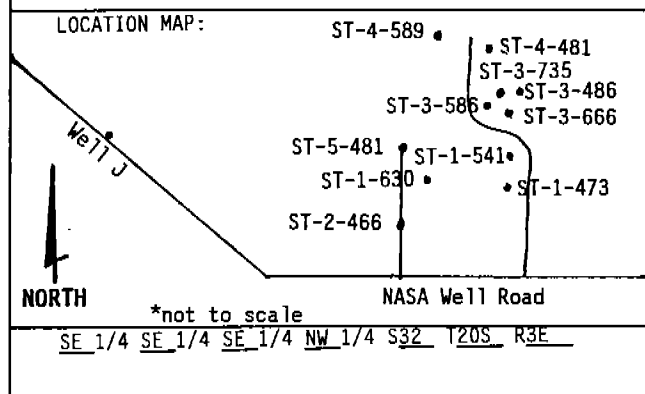 LOCATION MAP:
ST-4-589
ST-4-481
ST-3-735
ST-3-486
ST-3-586
ST-3-666
Well J
ST-5-481
ST-1-541
ST-1-630
ST-1-473
ST-2-466
NORTH
NASA Well Road
*not to scale
SE 1/4 SE 1/4 SE 1/4 NW 1/4 S32 T20S R3E